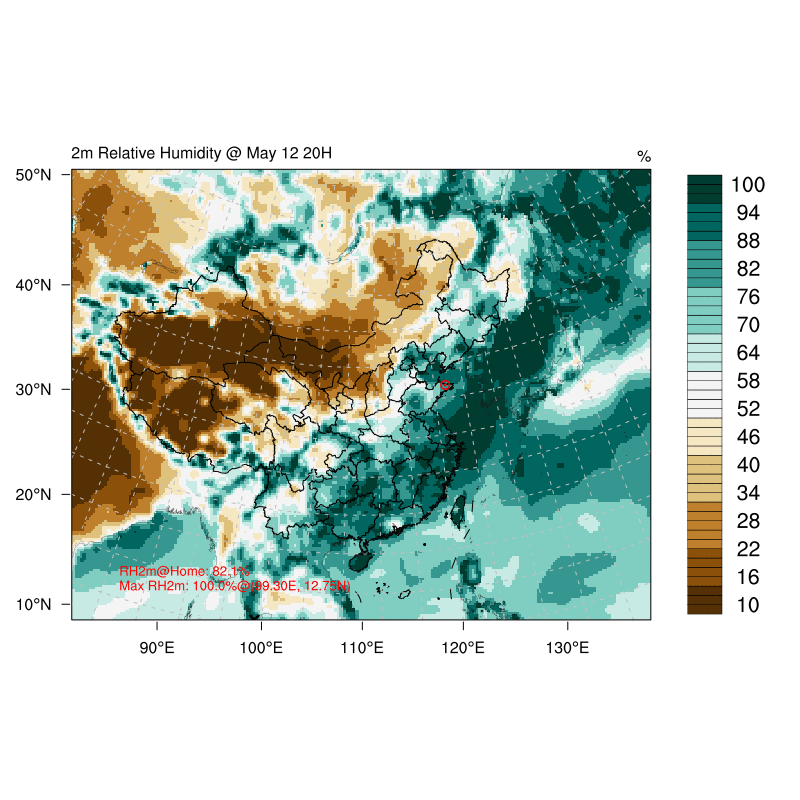 2m Relative Humidity @ May 12 20H
%
50°N
40°N
30°N
20°N
10°N
90°E
100°E
110°E
120°E
130°E
100
94
88
82
76
70
64
58
52
46
40
34
28
22
16
10
RH2m@Home: 82.1%
Max RH2m: 100.0%@(99.30E, 12.75N)